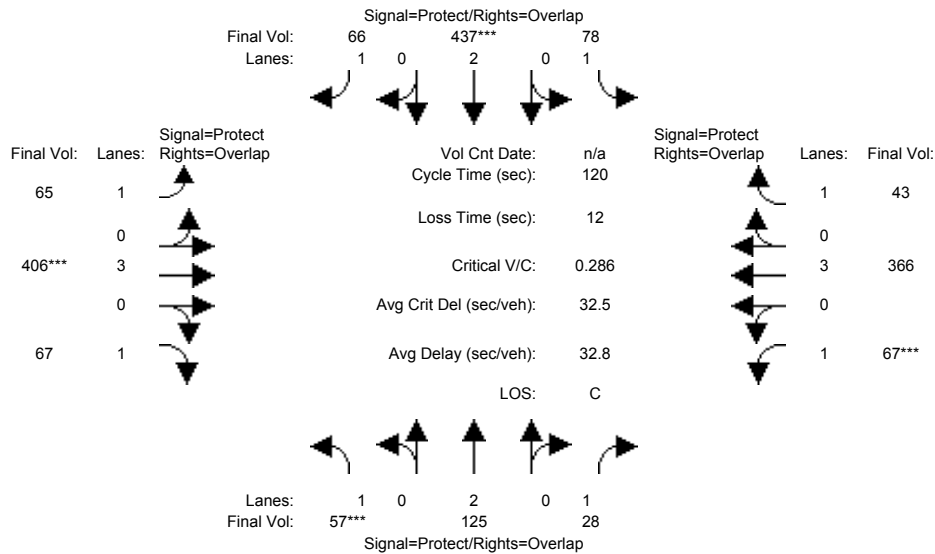 Signal=Protect/Rights=Overlap
Final Vol: 66 437*** 78
Lanes: 1 0 2 0 1
Signal=Protect
Final Vol: Lanes: Rights=Overlap
Vol Cnt Date: n/a
Signal=Protect
Rights=Overlap Lanes: Final Vol:
Cycle Time (sec): 120
65 1
1 43
Loss Time (sec): 12
0
0
406*** 3
Critical V/C: 0.286
3 366
0
Avg Crit Del (sec/veh): 32.5
0
67 1
Avg Delay (sec/veh): 32.8
1 67***
LOS: C
Lanes: 1 0 2 0 1
Final Vol: 57*** 125 28
Signal=Protect/Rights=Overlap